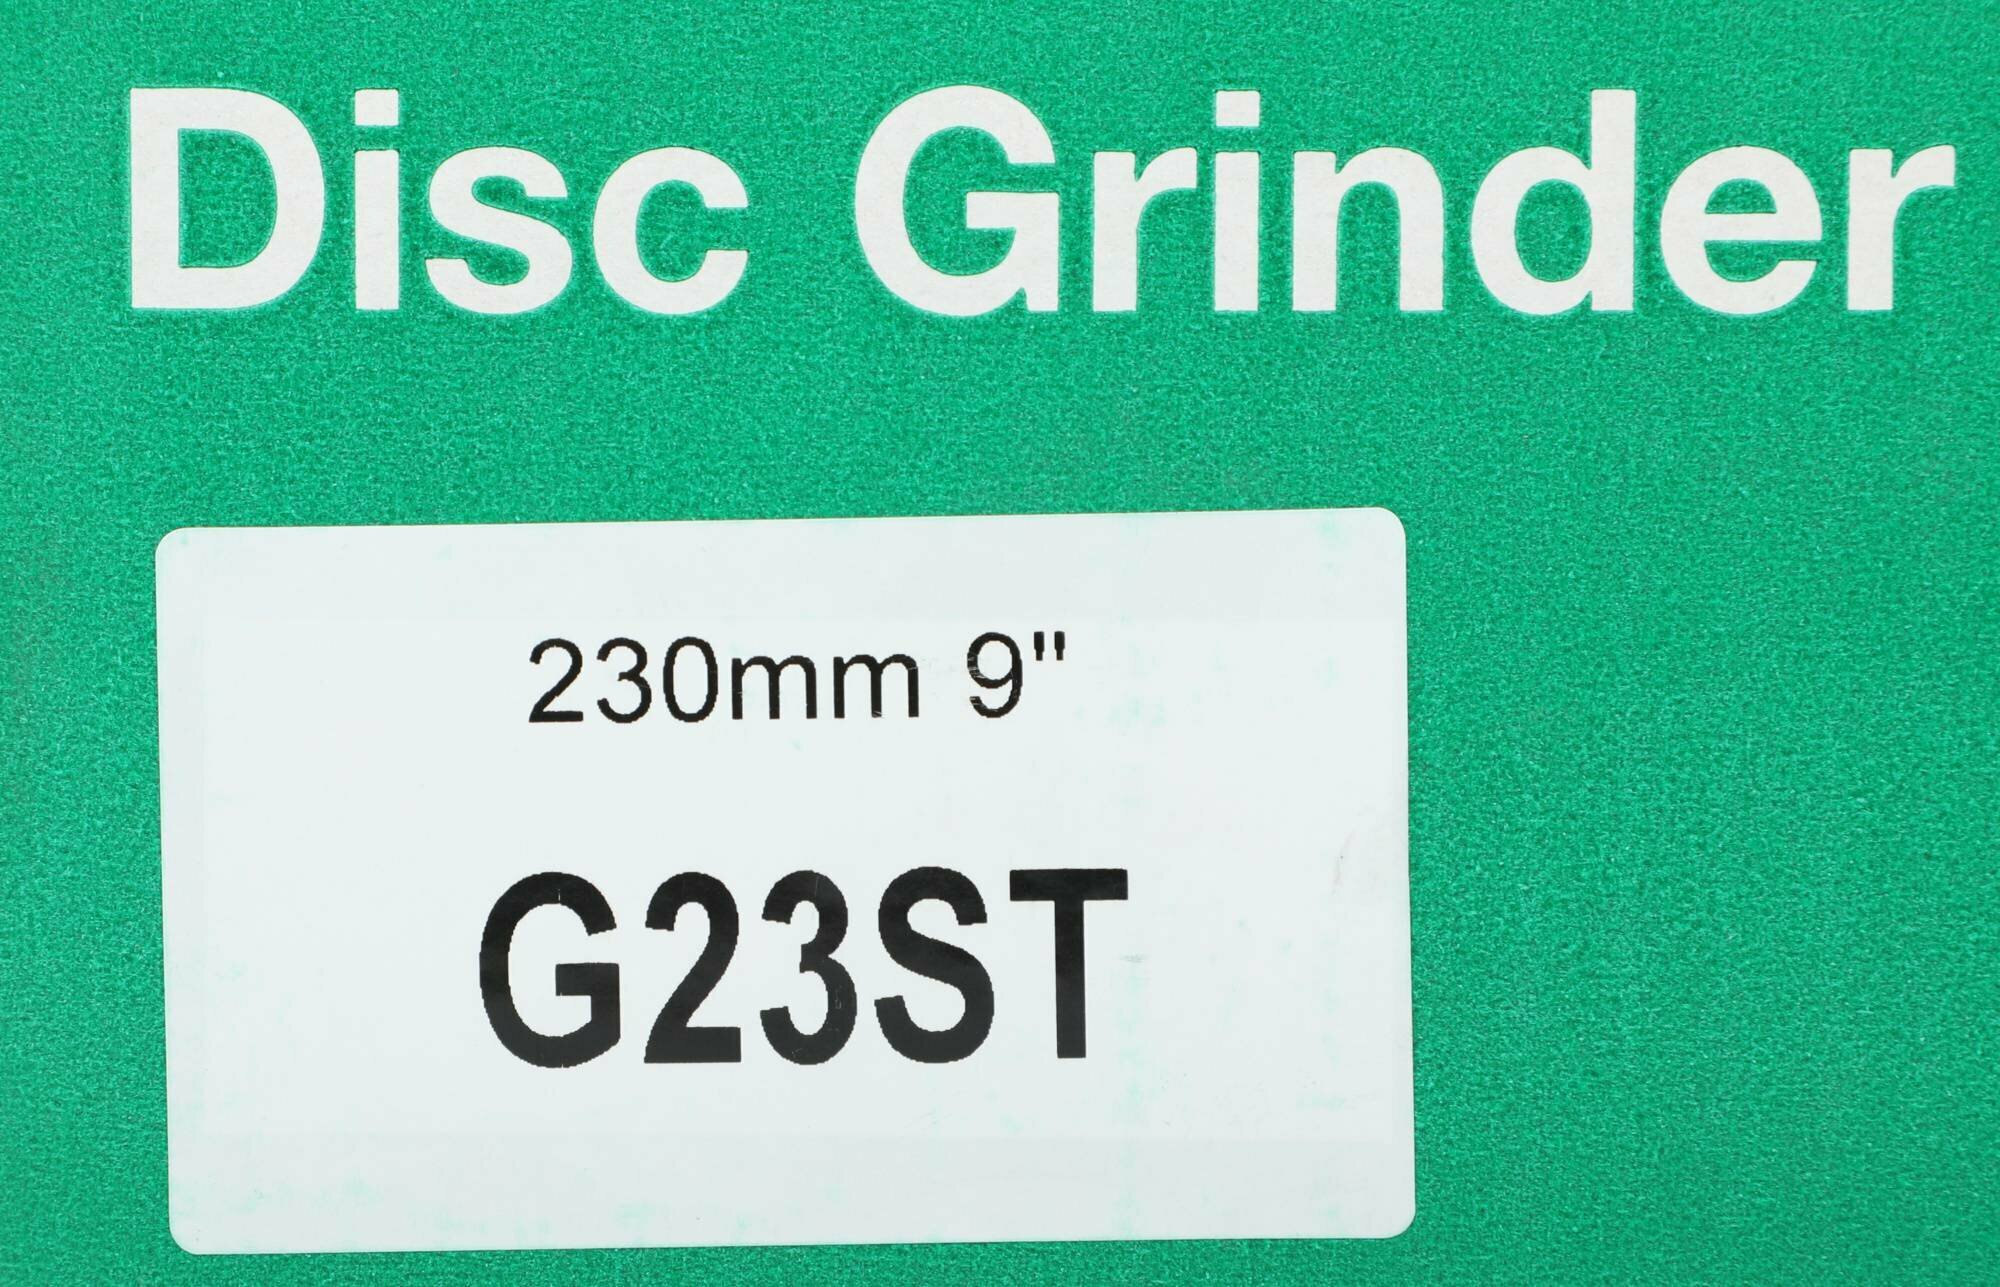 Disc Grinder
230mm 9"
G23ST